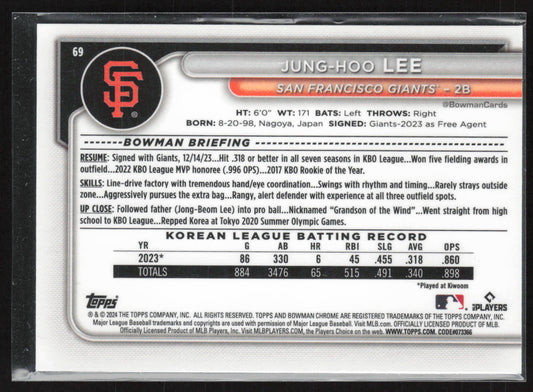 69
SF
®
JUNG-HOO LEE
SAN FRANCISCO GIANTS™ – 2B
@BowmanCards
HT: 6'0" WT: 171 BATS: Left THROWS: Right
BORN: 8-20-98, Nagoya, Japan SIGNED: Giants-2023 as Free Agent
BOWMAN BRIEFING
RESUME: Signed with Giants, 12/14/23...Hit .318 or better in all seven seasons in KBO League...Won five fielding awards in
outfield...2022 KBO League MVP honoree (.996 OPS)...2017 KBO Rookie of the Year.
SKILLS: Line-drive factory with tremendous hand/eye coordination...Swings with rhythm and timing...Rarely strays outside
zone...Aggressively pursues the extra bag...Rangy, alert defender with experience at all three outfield spots.
UP CLOSE: Followed father (Jong-Beom Lee) into pro ball...Nicknamed "Grandson of the Wind"...Went straight from high
school to KBO League...Repped Korea at Tokyo 2020 Summer Olympic Games.
KOREAN LEAGUE BATTING RECORD
YR G AB HR RBI SLG AVG OPS
2023* 86 330 6 45 .455 .318 .860
TOTALS 884 3476 65 515 .491 .340 .898
*Played at Kiwoom
Topps
MLB PLAYERS
® & © 2024 THE TOPPS COMPANY, INC. ALL RIGHTS RESERVED. TOPPS AND BOWMAN CHROME ARE REGISTERED TRADEMARKS OF THE TOPPS COMPANY, INC.
Major League Baseball trademarks and copyrights are used with permission of Major League Baseball. Visit MLB.com. OFFICIALLY LICENSED PRODUCT OF MLB PLAYERS, INC.
Officially Licensed Product of MLB Players, Inc. Visit MLBPLAYERS.com, the Players Choice on the web. WWW.TOPPS.COM. CODE#073366